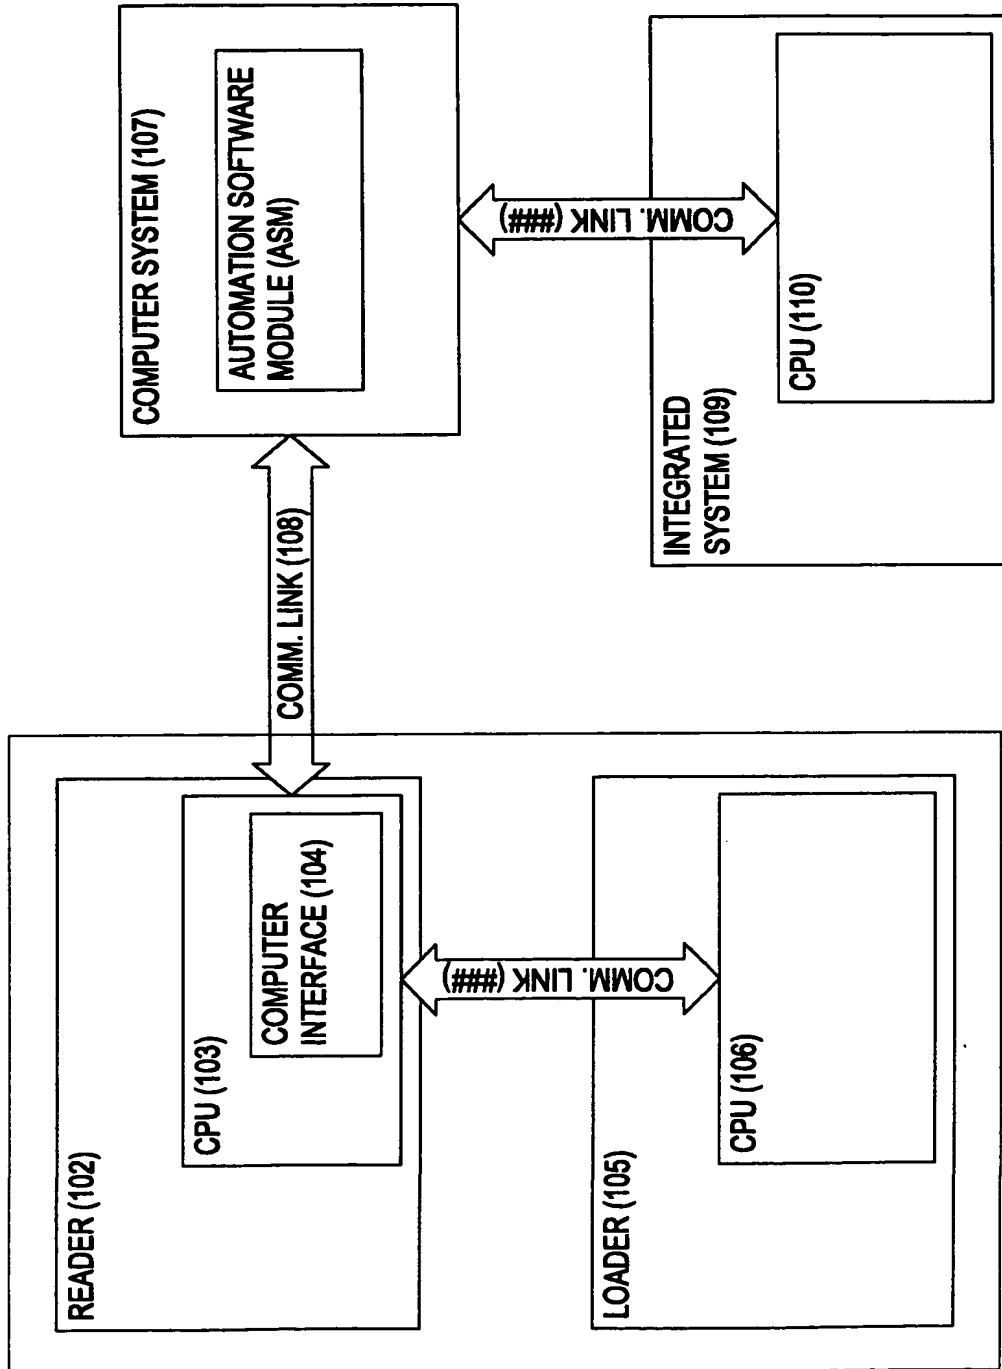 READER (102)
CPU (103)
COMPUTER
INTERFACE (104)
COMM. LINK (###)
LOADER (105)
CPU (106)
COMM. LINK (108)
COMPUTER SYSTEM (107)
AUTOMATION SOFTWARE
MODULE (ASM)
COMM. LINK (###)
INTEGRATED
SYSTEM (109)
CPU (110)